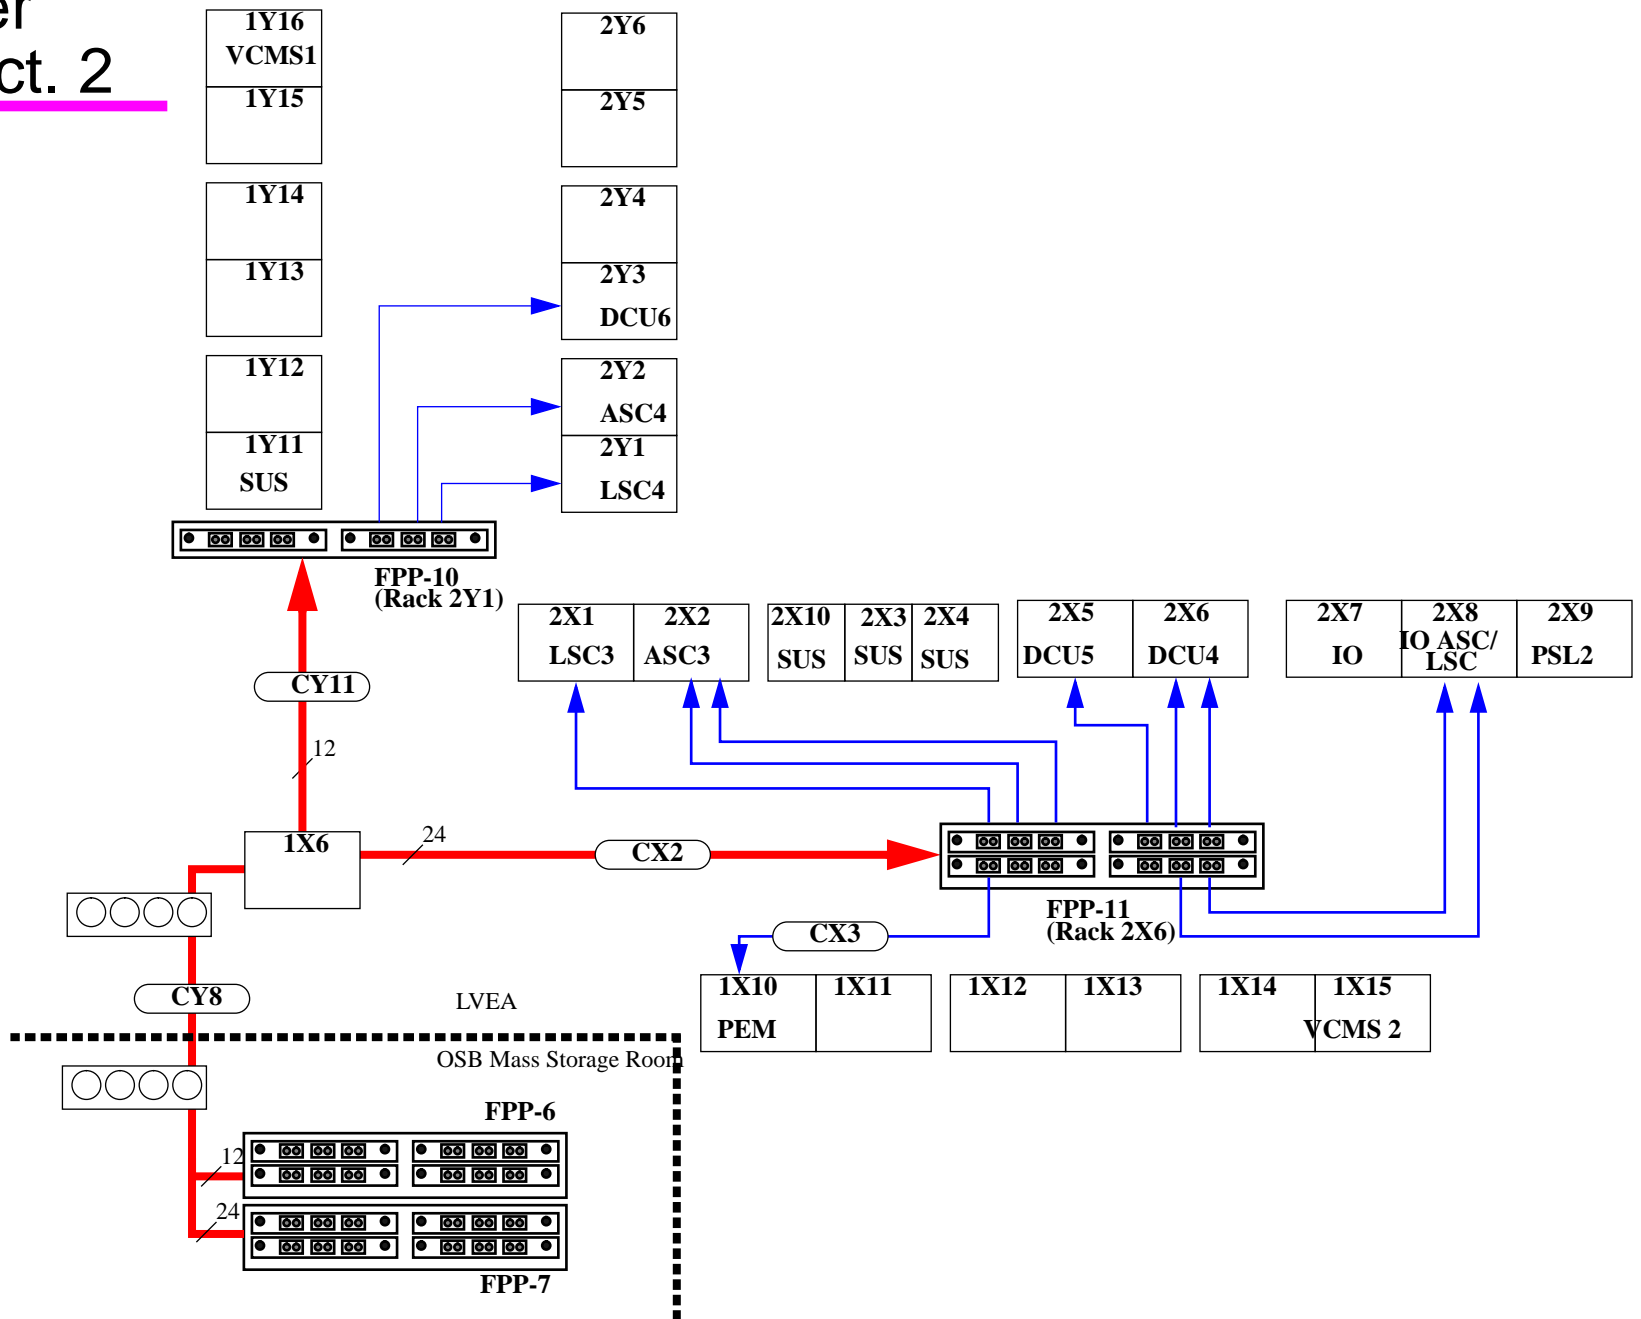 er
ct. 2
1Y16
VCMS1
1Y15
1Y14
1Y13
1Y12
1Y11
SUS
2Y6
2Y5
2Y4
2Y3
DCU6
2Y2
ASC4
2Y1
LSC4
FPP-10
(Rack 2Y1)
2X1
LSC3
2X2
ASC3
2X10
SUS
2X3
SUS
2X4
SUS
2X5
DCU5
2X6
DCU4
2X7
IO
2X8
IO ASC/
LSC
2X9
PSL2
CY11
12
1X6
24
CX2
FPP-11
(Rack 2X6)
CX3
1X10
PEM
1X11
1X12
1X13
1X14
1X15
VCMS 2
CY8
LVEA
OSB Mass Storage Room
FPP-6
12
24
FPP-7